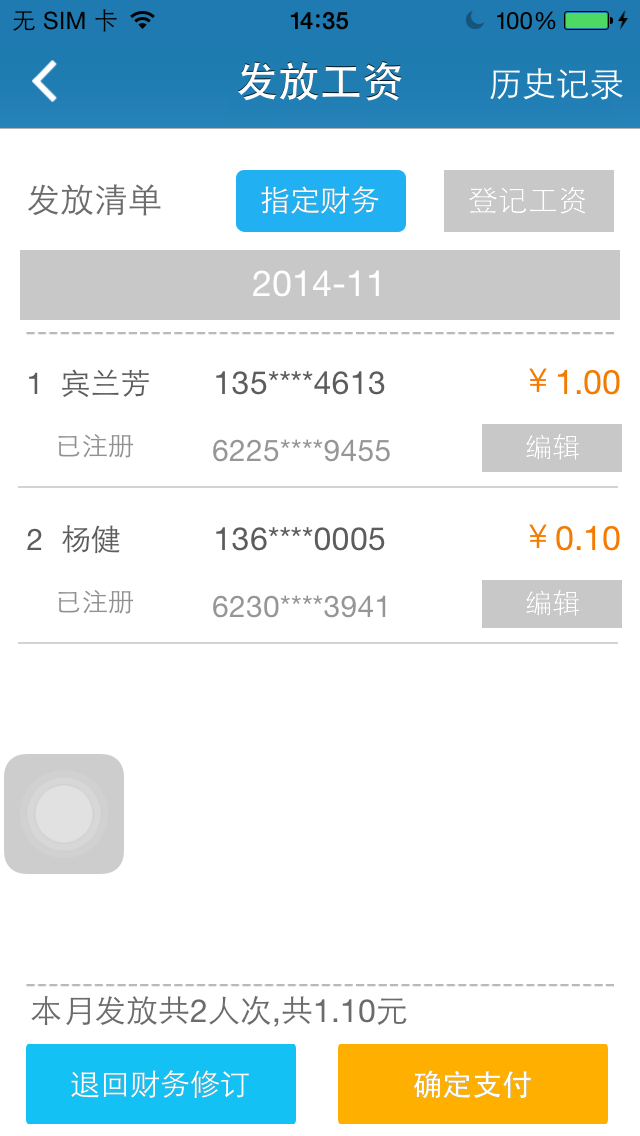 无 SIM 卡 14:35 100%
发放工资 历史记录
发放清单 指定财务 登记工资
2014-11
1 宾兰芳 135****4613 ¥1.00
已注册 6225****9455 编辑
2 杨健 136****0005 ¥0.10
已注册 6230****3941 编辑
本月发放共2人次,共1.10元
退回财务修订 确定支付